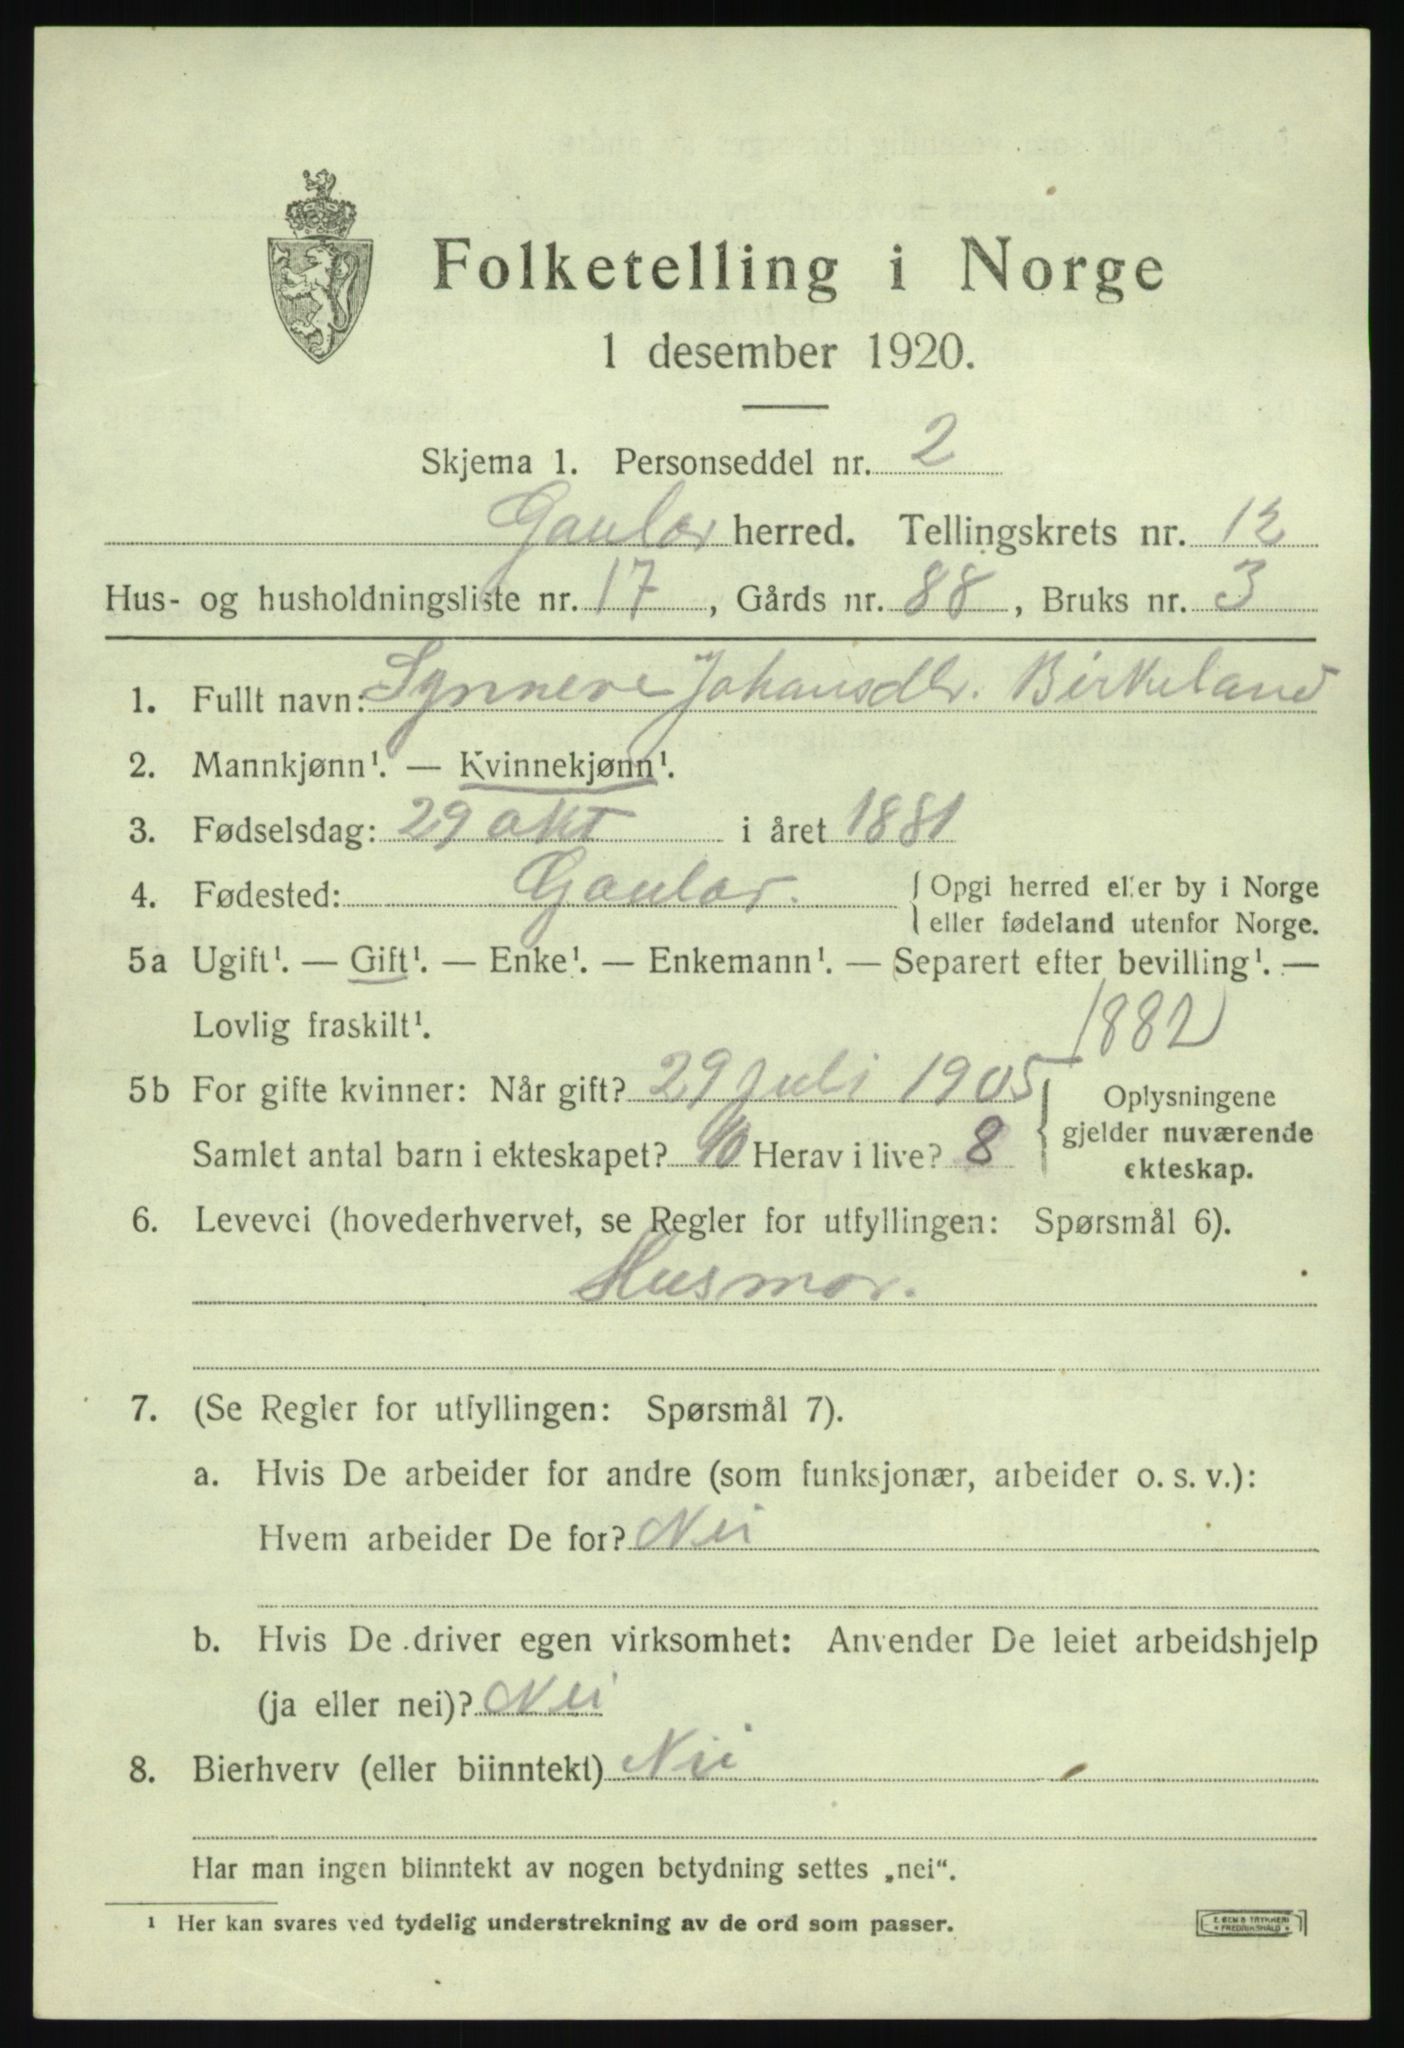 Folketelling i Norge
1 desember 1920.
Skjema 1. Personseddel nr. 2
Gaular herred. Tellingskrets nr. 12
Hus- og husholdningsliste nr. 17, Gårds nr. 88, Bruks nr. 3
1. Fullt navn: Synneve Johansdtr. Birkeland
2. Mannkjønn¹. — Kvinnekjønn¹.
3. Fødselsdag: 29 okt i året 1881
4. Fødested: Gaular. { Opgi herred eller by i Norge
eller fødeland utenfor Norge.
5a Ugift¹. — Gift¹. — Enke¹. — Enkemann¹. — Separert efter bevilling¹. —
Lovlig fraskilt¹. 1882
5b For gifte kvinner: Når gift? 29 juli 1905 { Oplysningene
gjelder nuværende
ekteskap.
Samlet antal barn i ekteskapet? 10 Herav i live? 8
6. Levevei (hovederhvervet, se Regler for utfyllingen: Spørsmål 6).
Husmor.
7. (Se Regler for utfyllingen: Spørsmål 7).
a. Hvis De arbeider for andre (som funksjonær, arbeider o. s. v.):
Hvem arbeider De for? Nei
b. Hvis De driver egen virksomhet: Anvender De leiet arbeidshjelp
(ja eller nei)? Nei
8. Bierhverv (eller biinntekt) Nei
Har man ingen biinntekt av nogen betydning settes „nei“.
¹ Her kan svares ved tydelig understrekning av de ord som passer.
E. SEM'S TRYKKERI
FREDRIKSHALD